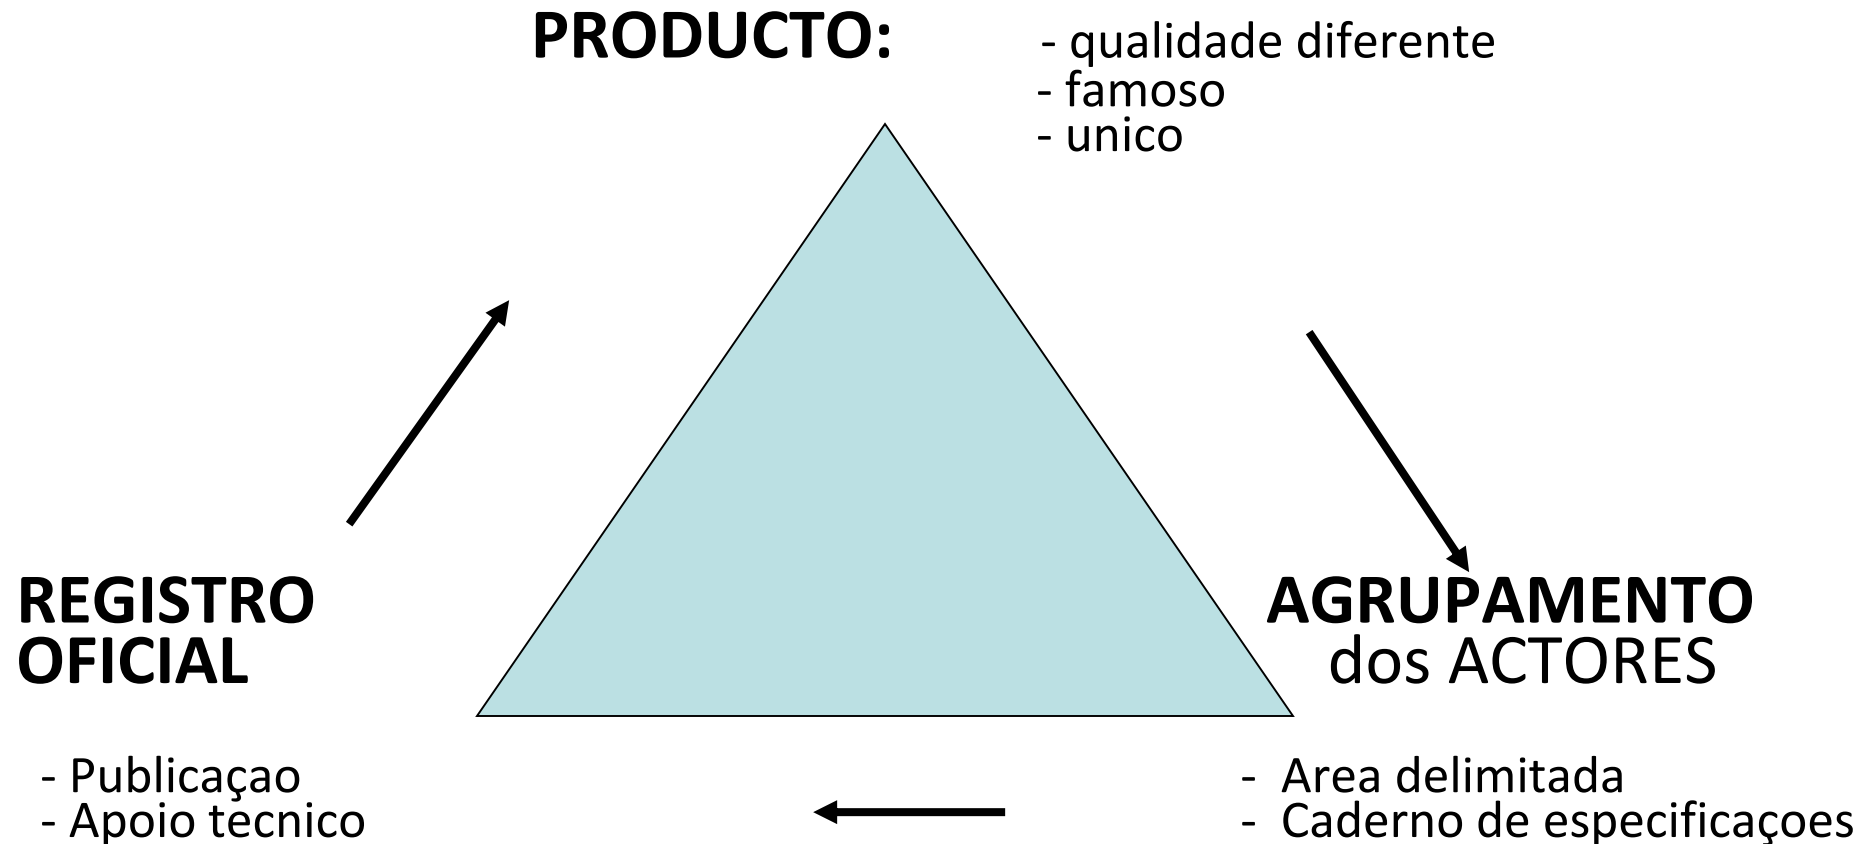 PRODUCTO:
- qualidade diferente
- famoso
- unico
REGISTRO
OFICIAL
AGRUPAMENTO
dos ACTORES
- Publicaçao
- Apoio tecnico
- Area delimitada
- Caderno de especificaçoes